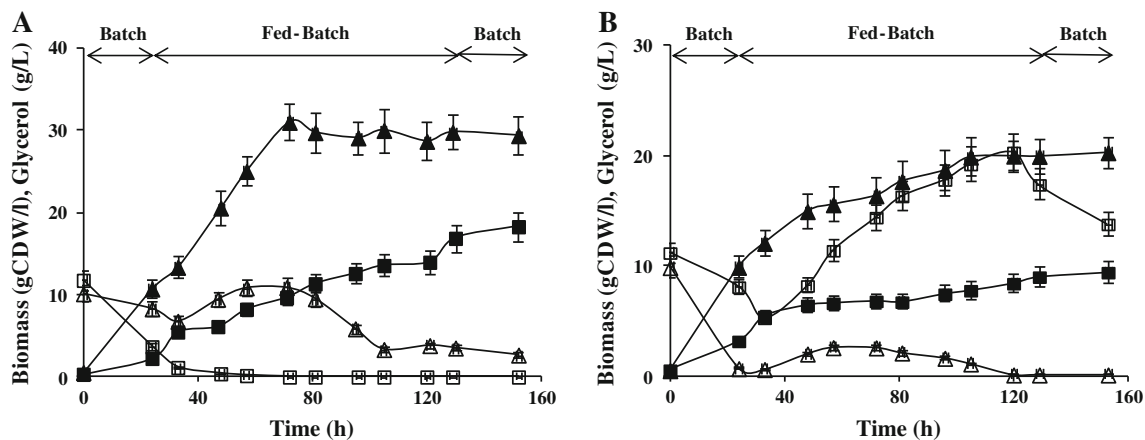 A
Batch Fed-Batch Batch
Biomass (gCDW/l), Glycerol (g/L)
40
30
20
10
0
0 40 80 120 160
Time (h)
B
Batch Fed-Batch Batch
Biomass (gCDW/l), Glycerol (g/L)
30
20
10
0
0 40 80 120 160
Time (h)